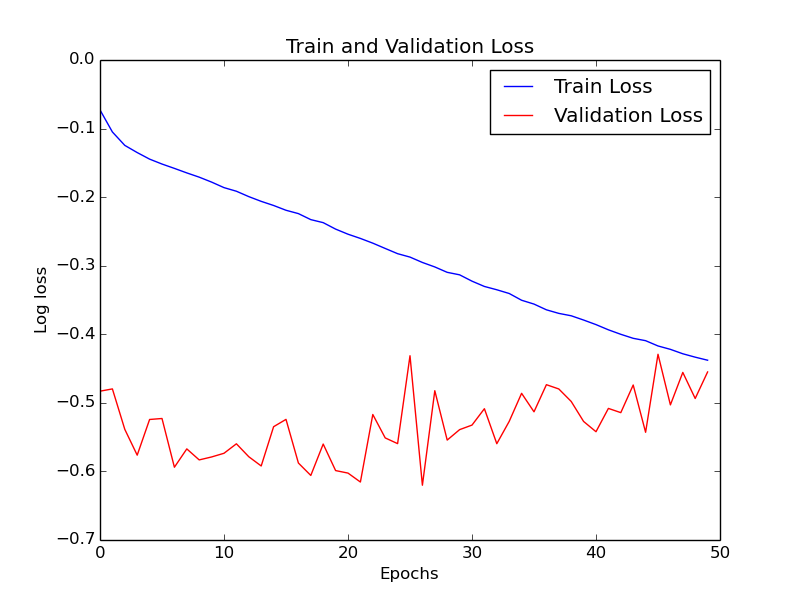 Train and Validation Loss
Train Loss
Validation Loss
0.0
−0.1
−0.2
−0.3
−0.4
−0.5
−0.6
−0.7
Log loss
0 10 20 30 40 50
Epochs